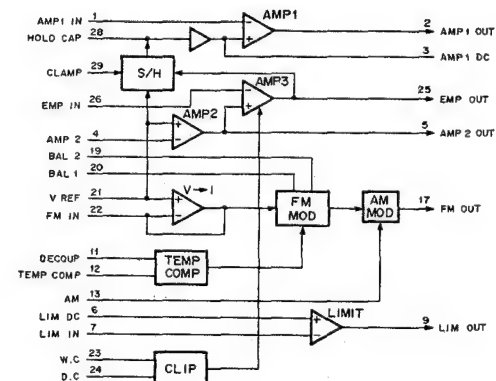 AMP1 IN 1
AMP1
2 AMP1 OUT
HOLD CAP 28
3 AMP1 DC
CLAMP 29
S/H
AMP3
25 EMP OUT
EMP IN 26
AMP2
5 AMP2 OUT
AMP 2 4
BAL 2 19
BAL 1 20
V REF 21
V → I
FM MOD
AM MOD
17 FM OUT
FM IN 22
DECOUP 11
TEMP COMP 12
TEMP COMP
AM 13
LIM DC 6
LIMIT
9 LIM OUT
LIM IN 7
W.C 23
CLIP
D.C 24